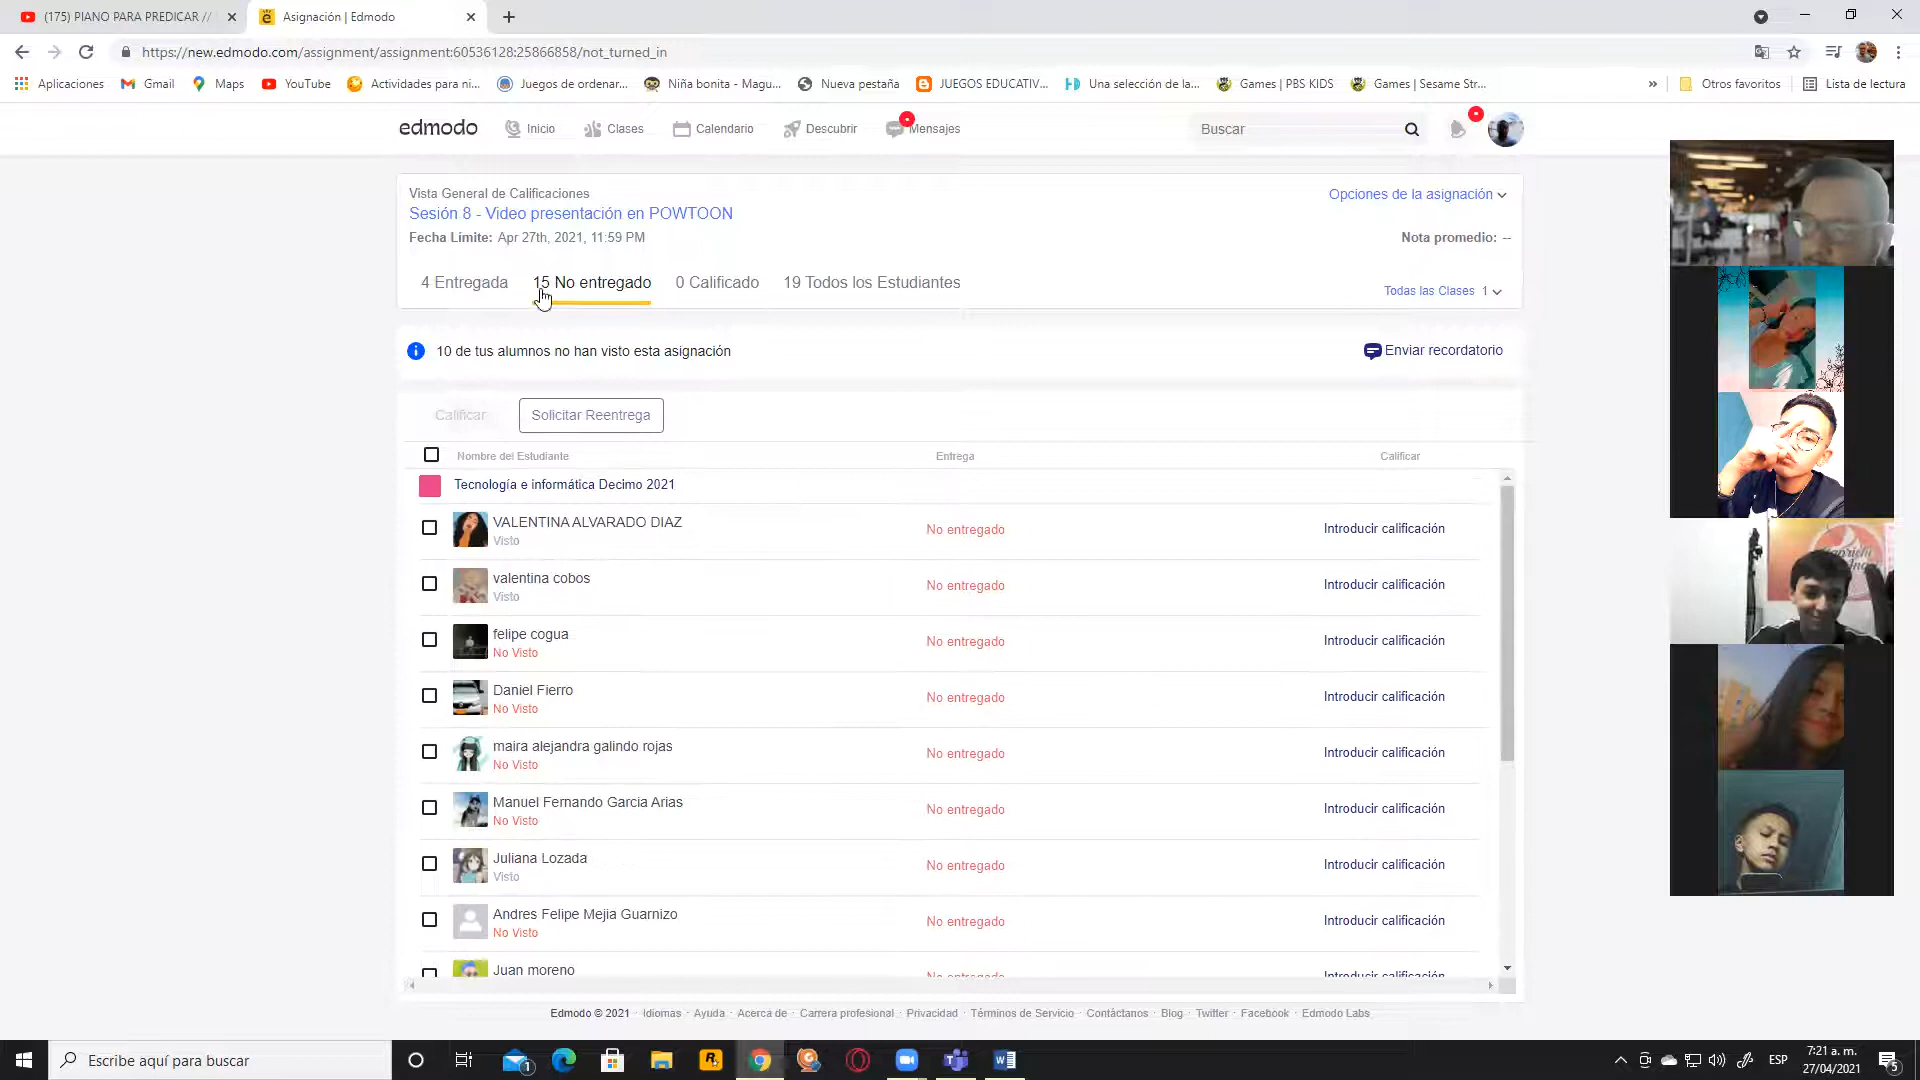 (175) PIANO PARA PREDICAR //
Asignación | Edmodo
https://new.edmodo.com/assignment/assignment:60536128:25866858/not_turned_in
Aplicaciones
Gmail
Maps
YouTube
Actividades para ni...
Juegos de ordenar...
Niña bonita - Magu...
Nueva pestaña
JUEGOS EDUCATIV...
Una selección de la...
Games | PBS KIDS
Games | Sesame Str...
»
Otros favoritos
Lista de lectura
edmodo
Inicio
Clases
Calendario
Descubrir
Mensajes
Buscar
Vista General de Calificaciones
Opciones de la asignación
Sesión 8 - Video presentación en POWTOON
Fecha Límite: Apr 27th, 2021, 11:59 PM
Nota promedio: --
4 Entregada
15 No entregado
0 Calificado
19 Todos los Estudiantes
Todas las Clases 1
10 de tus alumnos no han visto esta asignación
Enviar recordatorio
Calificar
Solicitar Reentrega
Nombre del Estudiante
Entrega
Calificar
Tecnología e informática Decimo 2021
VALENTINA ALVARADO DIAZ
Visto
No entregado
Introducir calificación
valentina cobos
Visto
No entregado
Introducir calificación
felipe cogua
No Visto
No entregado
Introducir calificación
Daniel Fierro
No Visto
No entregado
Introducir calificación
maira alejandra galindo rojas
No Visto
No entregado
Introducir calificación
Manuel Fernando Garcia Arias
No Visto
No entregado
Introducir calificación
Juliana Lozada
Visto
No entregado
Introducir calificación
Andres Felipe Mejia Guarnizo
No Visto
No entregado
Introducir calificación
Juan moreno
No entregado
Introducir calificación
Edmodo © 2021 · Idiomas · Ayuda · Acerca de · Carrera profesional · Privacidad · Términos de Servicio · Contáctanos · Blog · Twitter · Facebook · Edmodo Labs
Escribe aquí para buscar
1
ESP
7:21 a. m.
27/04/2021
5